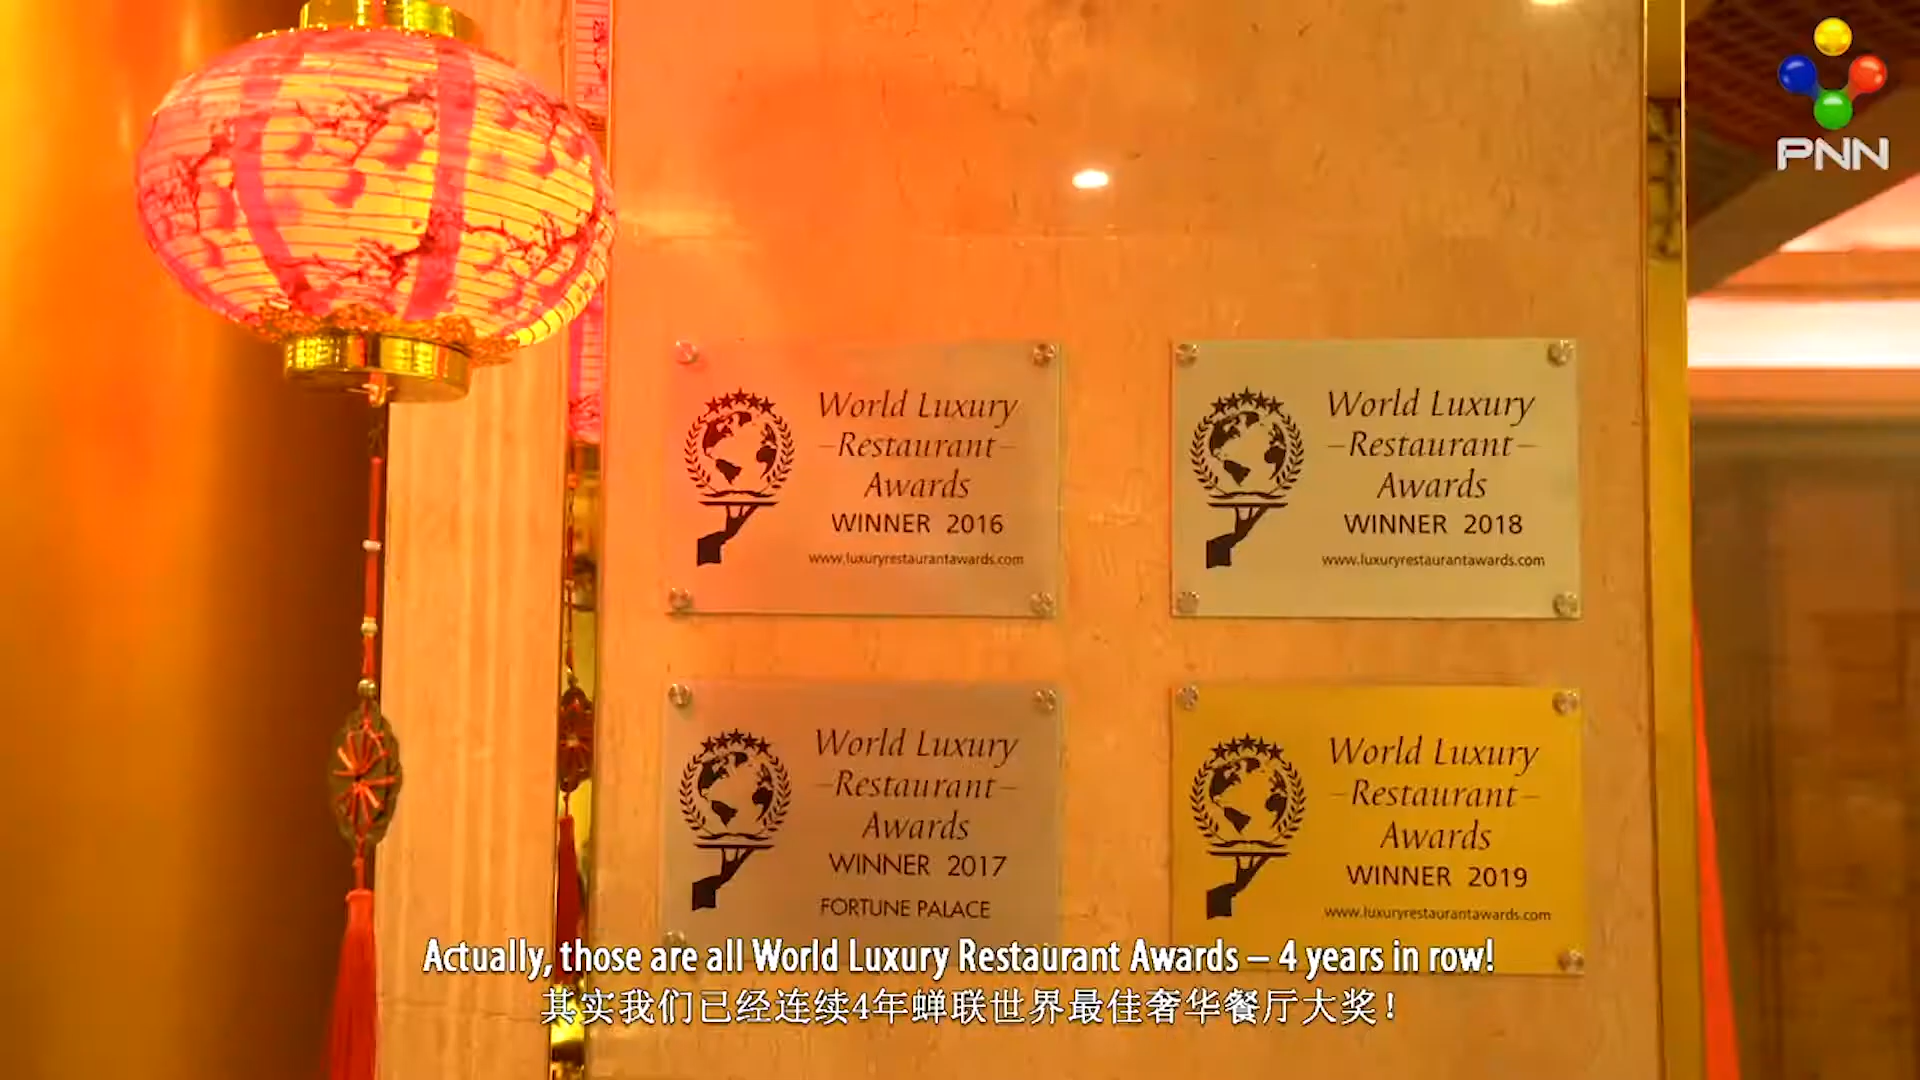 PNN
World Luxury
Restaurant
Awards
WINNER 2016
www.luxuryrestaurantawards.com
World Luxury
Restaurant
Awards
WINNER 2018
www.luxuryrestaurantawards.com
World Luxury
Restaurant
Awards
WINNER 2017
FORTUNE PALACE
World Luxury
Restaurant
Awards
WINNER 2019
www.luxuryrestaurantawards.com
Actually, those are all World Luxury Restaurant Awards – 4 years in row!
其实我们已经连续4年蝉联世界最佳奢华餐厅大奖!